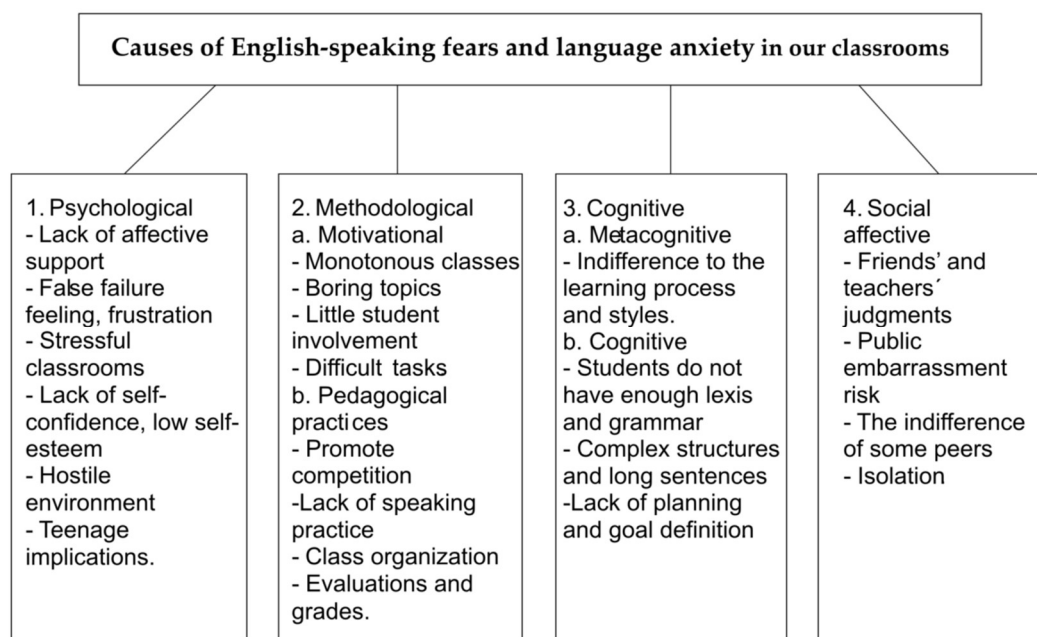 Causes of English-speaking fears and language anxiety in our classrooms
1. Psychological
- Lack of affective
support
- False failure
feeling, frustration
- Stressful
classrooms
- Lack of self-
confidence, low self-
esteem
- Hostile
environment
- Teenage
implications.
2. Methodological
a. Motivational
- Monotonous classes
- Boring topics
- Little student
involvement
- Difficult tasks
b. Pedagogical
practices
- Promote
competition
-Lack of speaking
practice
- Class organization
- Evaluations and
grades.
3. Cognitive
a. Metacognitive
- Indifference to the
learning process
and styles.
b. Cognitive
- Students do not
have enough lexis
and grammar
- Complex structures
and long sentences
-Lack of planning
and goal definition
4. Social
affective
- Friends’ and
teachers´
judgments
- Public
embarrassment
risk
- The indifference
of some peers
- Isolation